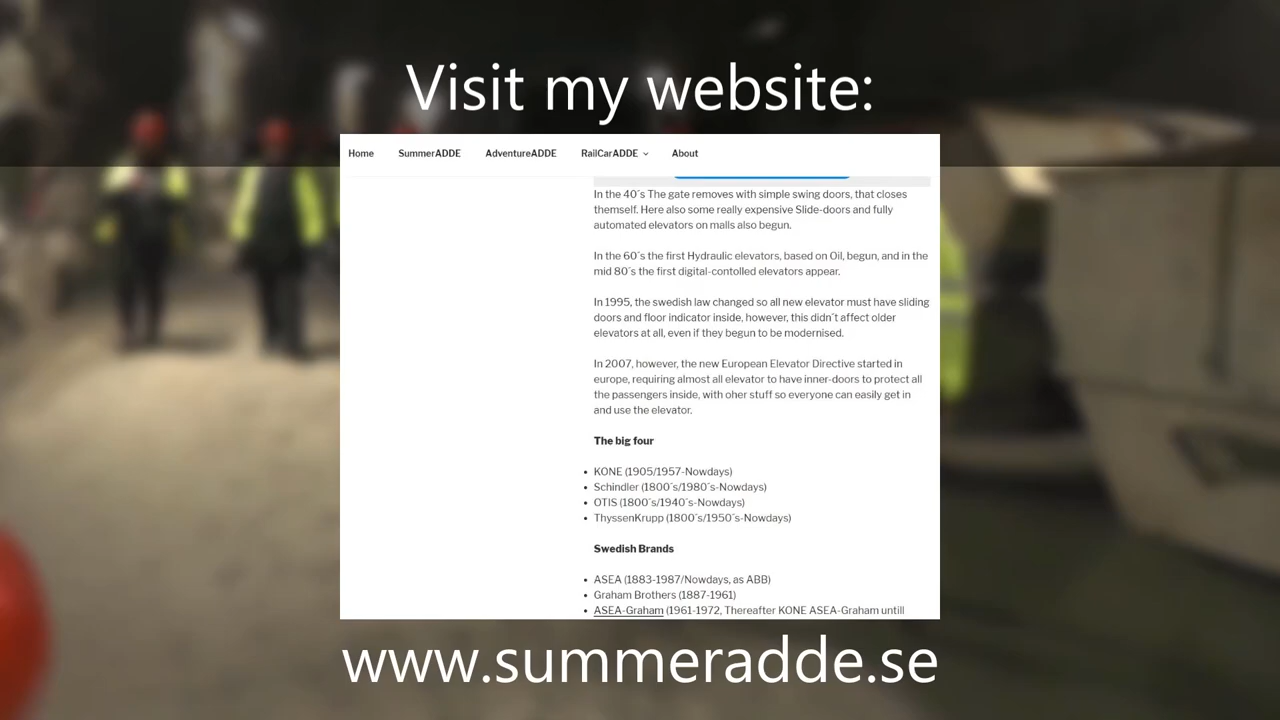 Visit my website:
Home SummerADDE AdventureADDE RailCarADDE About
In the 40´s The gate removes with simple swing doors, that closes
themself. Here also some really expensive Slide-doors and fully
automated elevators on malls also begun.
In the 60´s the first Hydraulic elevators, based on Oil, begun, and in the
mid 80´s the first digital-contolled elevators appear.
In 1995, the swedish law changed so all new elevator must have sliding
doors and floor indicator inside, however, this didn´t affect older
elevators at all, even if they begun to be modernised.
In 2007, however, the new European Elevator Directive started in
europe, requiring almost all elevator to have inner-doors to protect all
the passengers inside, with oher stuff so everyone can easily get in
and use the elevator.
The big four
• KONE (1905/1957-Nowdays)
• Schindler (1800´s/1980´s-Nowdays)
• OTIS (1800´s/1940´s-Nowdays)
• ThyssenKrupp (1800´s/1950´s-Nowdays)
Swedish Brands
• ASEA (1883-1987/Nowdays, as ABB)
• Graham Brothers (1887-1961)
• ASEA-Graham (1961-1972, Thereafter KONE ASEA-Graham untill
www.summeradde.se